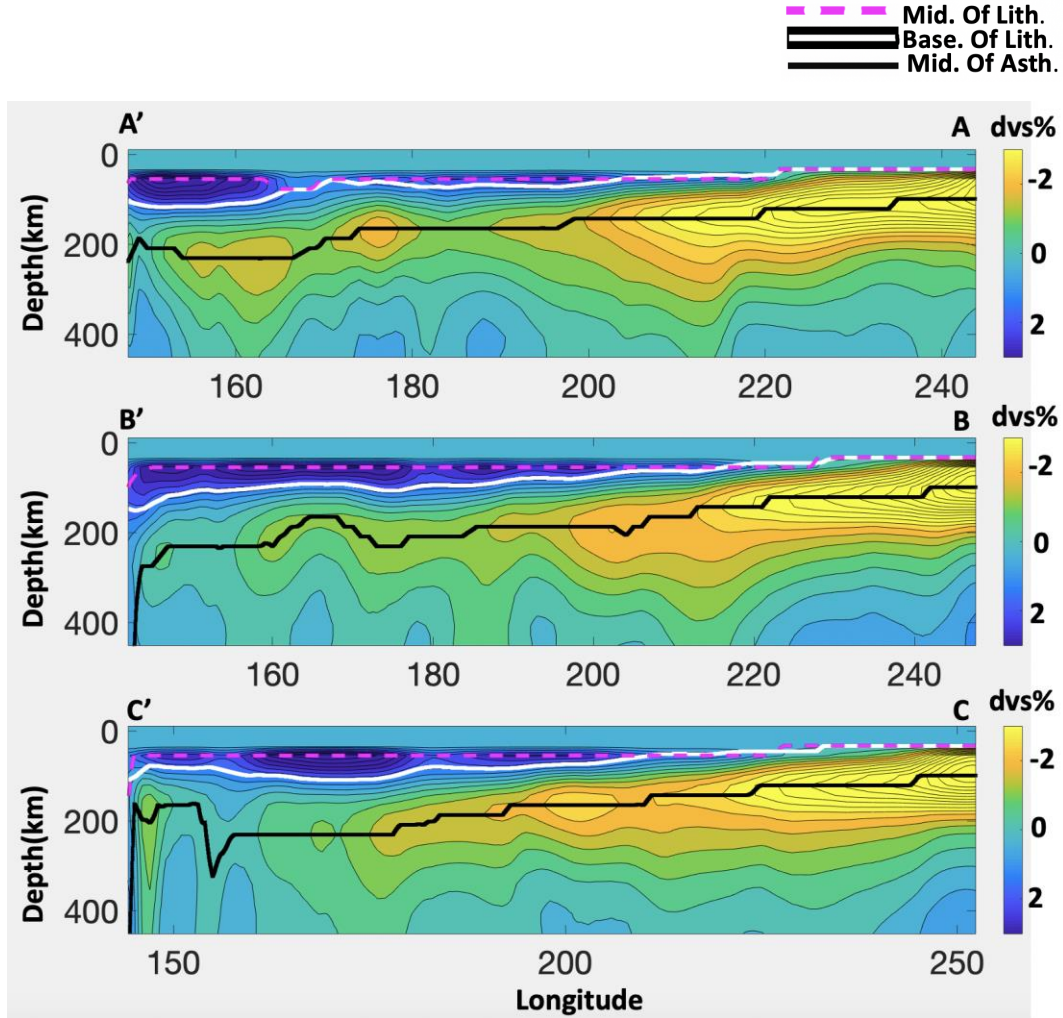 Mid. Of Lith.
Base. Of Lith.
Mid. Of Asth.
A' A dvs%
0
200
400
Depth(km)
-2
0
2
160 180 200 220 240
B' B dvs%
0
200
400
Depth(km)
-2
0
2
160 180 200 220 240
C' C dvs%
0
200
400
Depth(km)
-2
0
2
150 200 250
Longitude